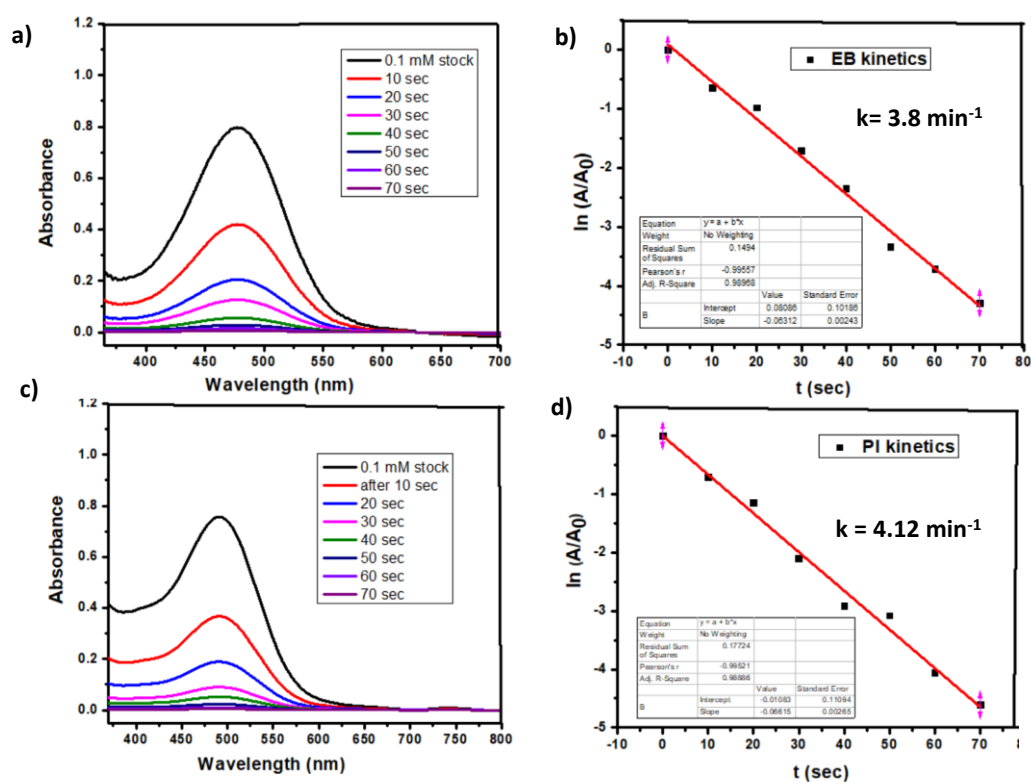 a)
1.2
1.0
0.8
0.6
0.4
0.2
0.0
Absorbance
400 450 500 550 600 650 700
Wavelength (nm)
0.1 mM stock
10 sec
20 sec
30 sec
40 sec
50 sec
60 sec
70 sec
b)
0
-1
-2
-3
-4
-5
ln (A/A0)
-10 0 10 20 30 40 50 60 70 80
t (sec)
EB kinetics
k= 3.8 min-1
Equation y = a + b*x
Weight No Weighting
Residual Sum of Squares 0.1494
Pearson's r -0.99557
Adj. R-Square 0.98968
Value Standard Error
B Intercept 0.08086 0.10186
Slope -0.06312 0.00243
c)
1.2
1.0
0.8
0.6
0.4
0.2
0.0
Absorbance
400 450 500 550 600 650 700 750 800
Wavelength (nm)
0.1 mM stock
after 10 sec
20 sec
30 sec
40 sec
50 sec
60 sec
70 sec
d)
0
-1
-2
-3
-4
-5
ln (A/A0)
-10 0 10 20 30 40 50 60 70 8
t (sec)
PI kinetics
k = 4.12 min-1
Equation y = a + b*x
Weight No Weighting
Residual Sum of Squares 0.17724
Pearson's r -0.99521
Adj. R-Square 0.98886
Value Standard Error
B Intercept -0.01083 0.11094
Slope -0.06615 0.00265